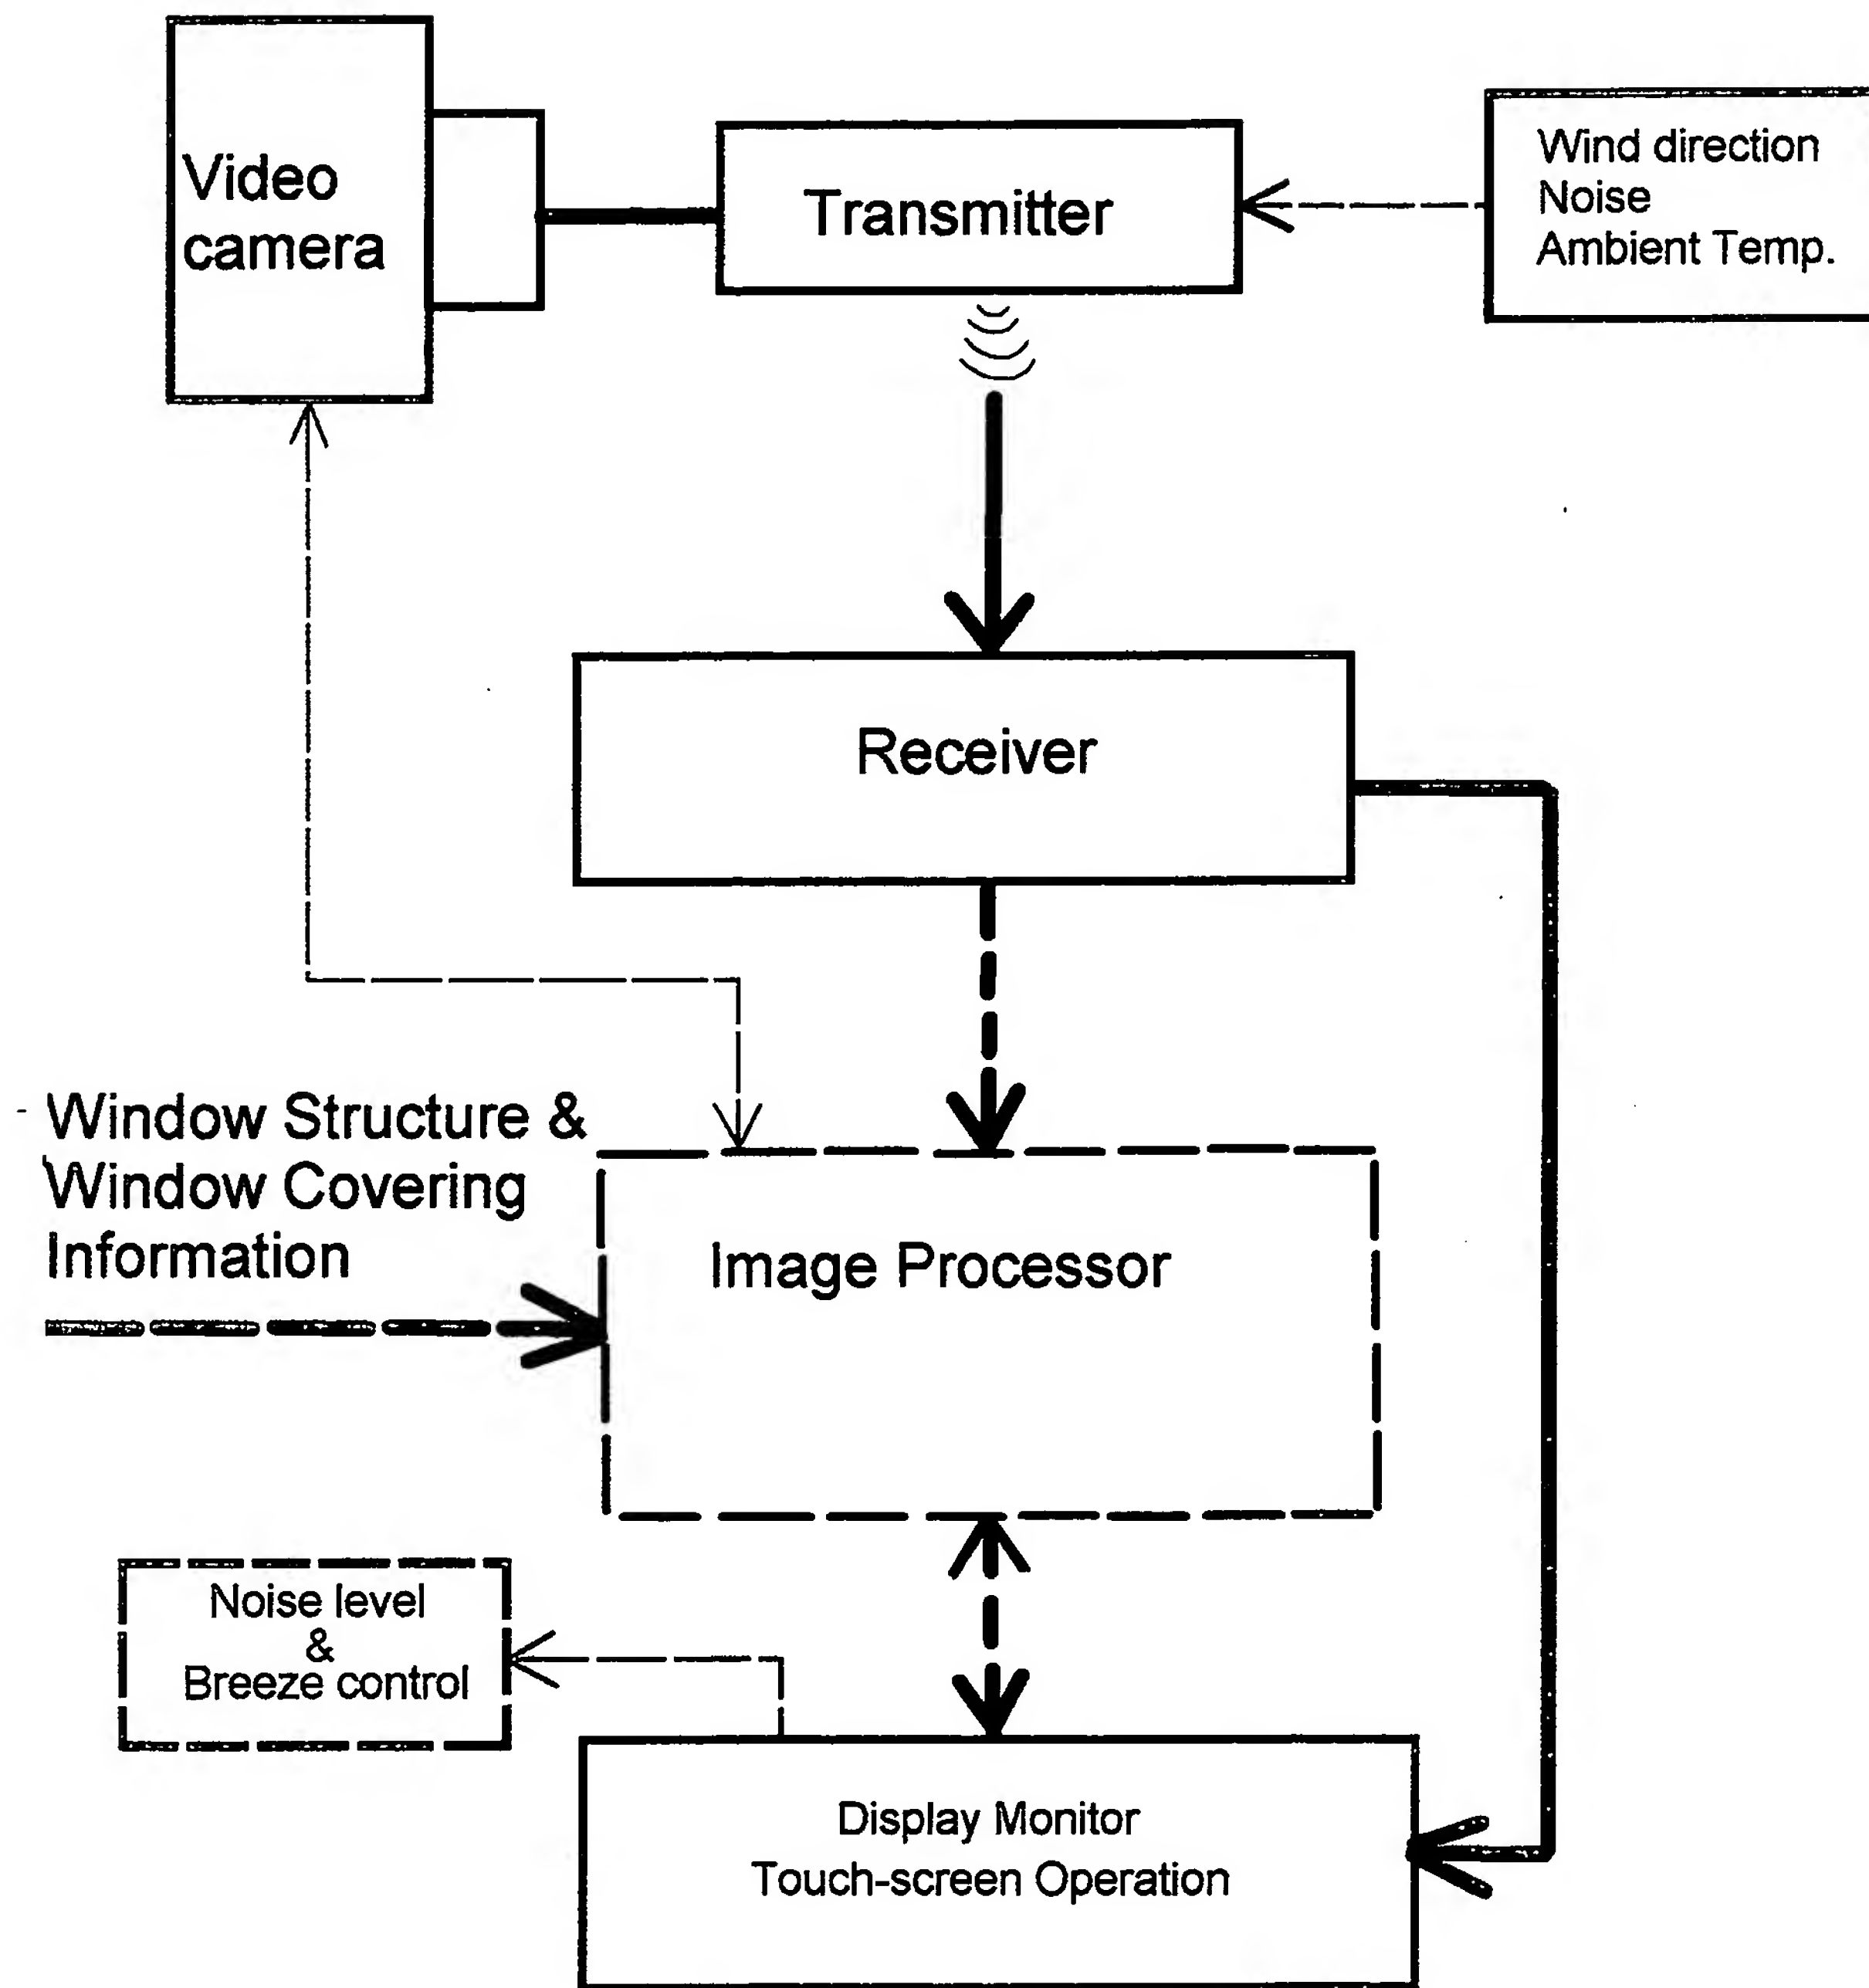 Video
camera
Transmitter
Wind direction
Noise
Ambient Temp.
Receiver
Window Structure &
Window Covering
Information
Image Processor
Noise level
&
Breeze control
Display Monitor
Touch-screen Operation